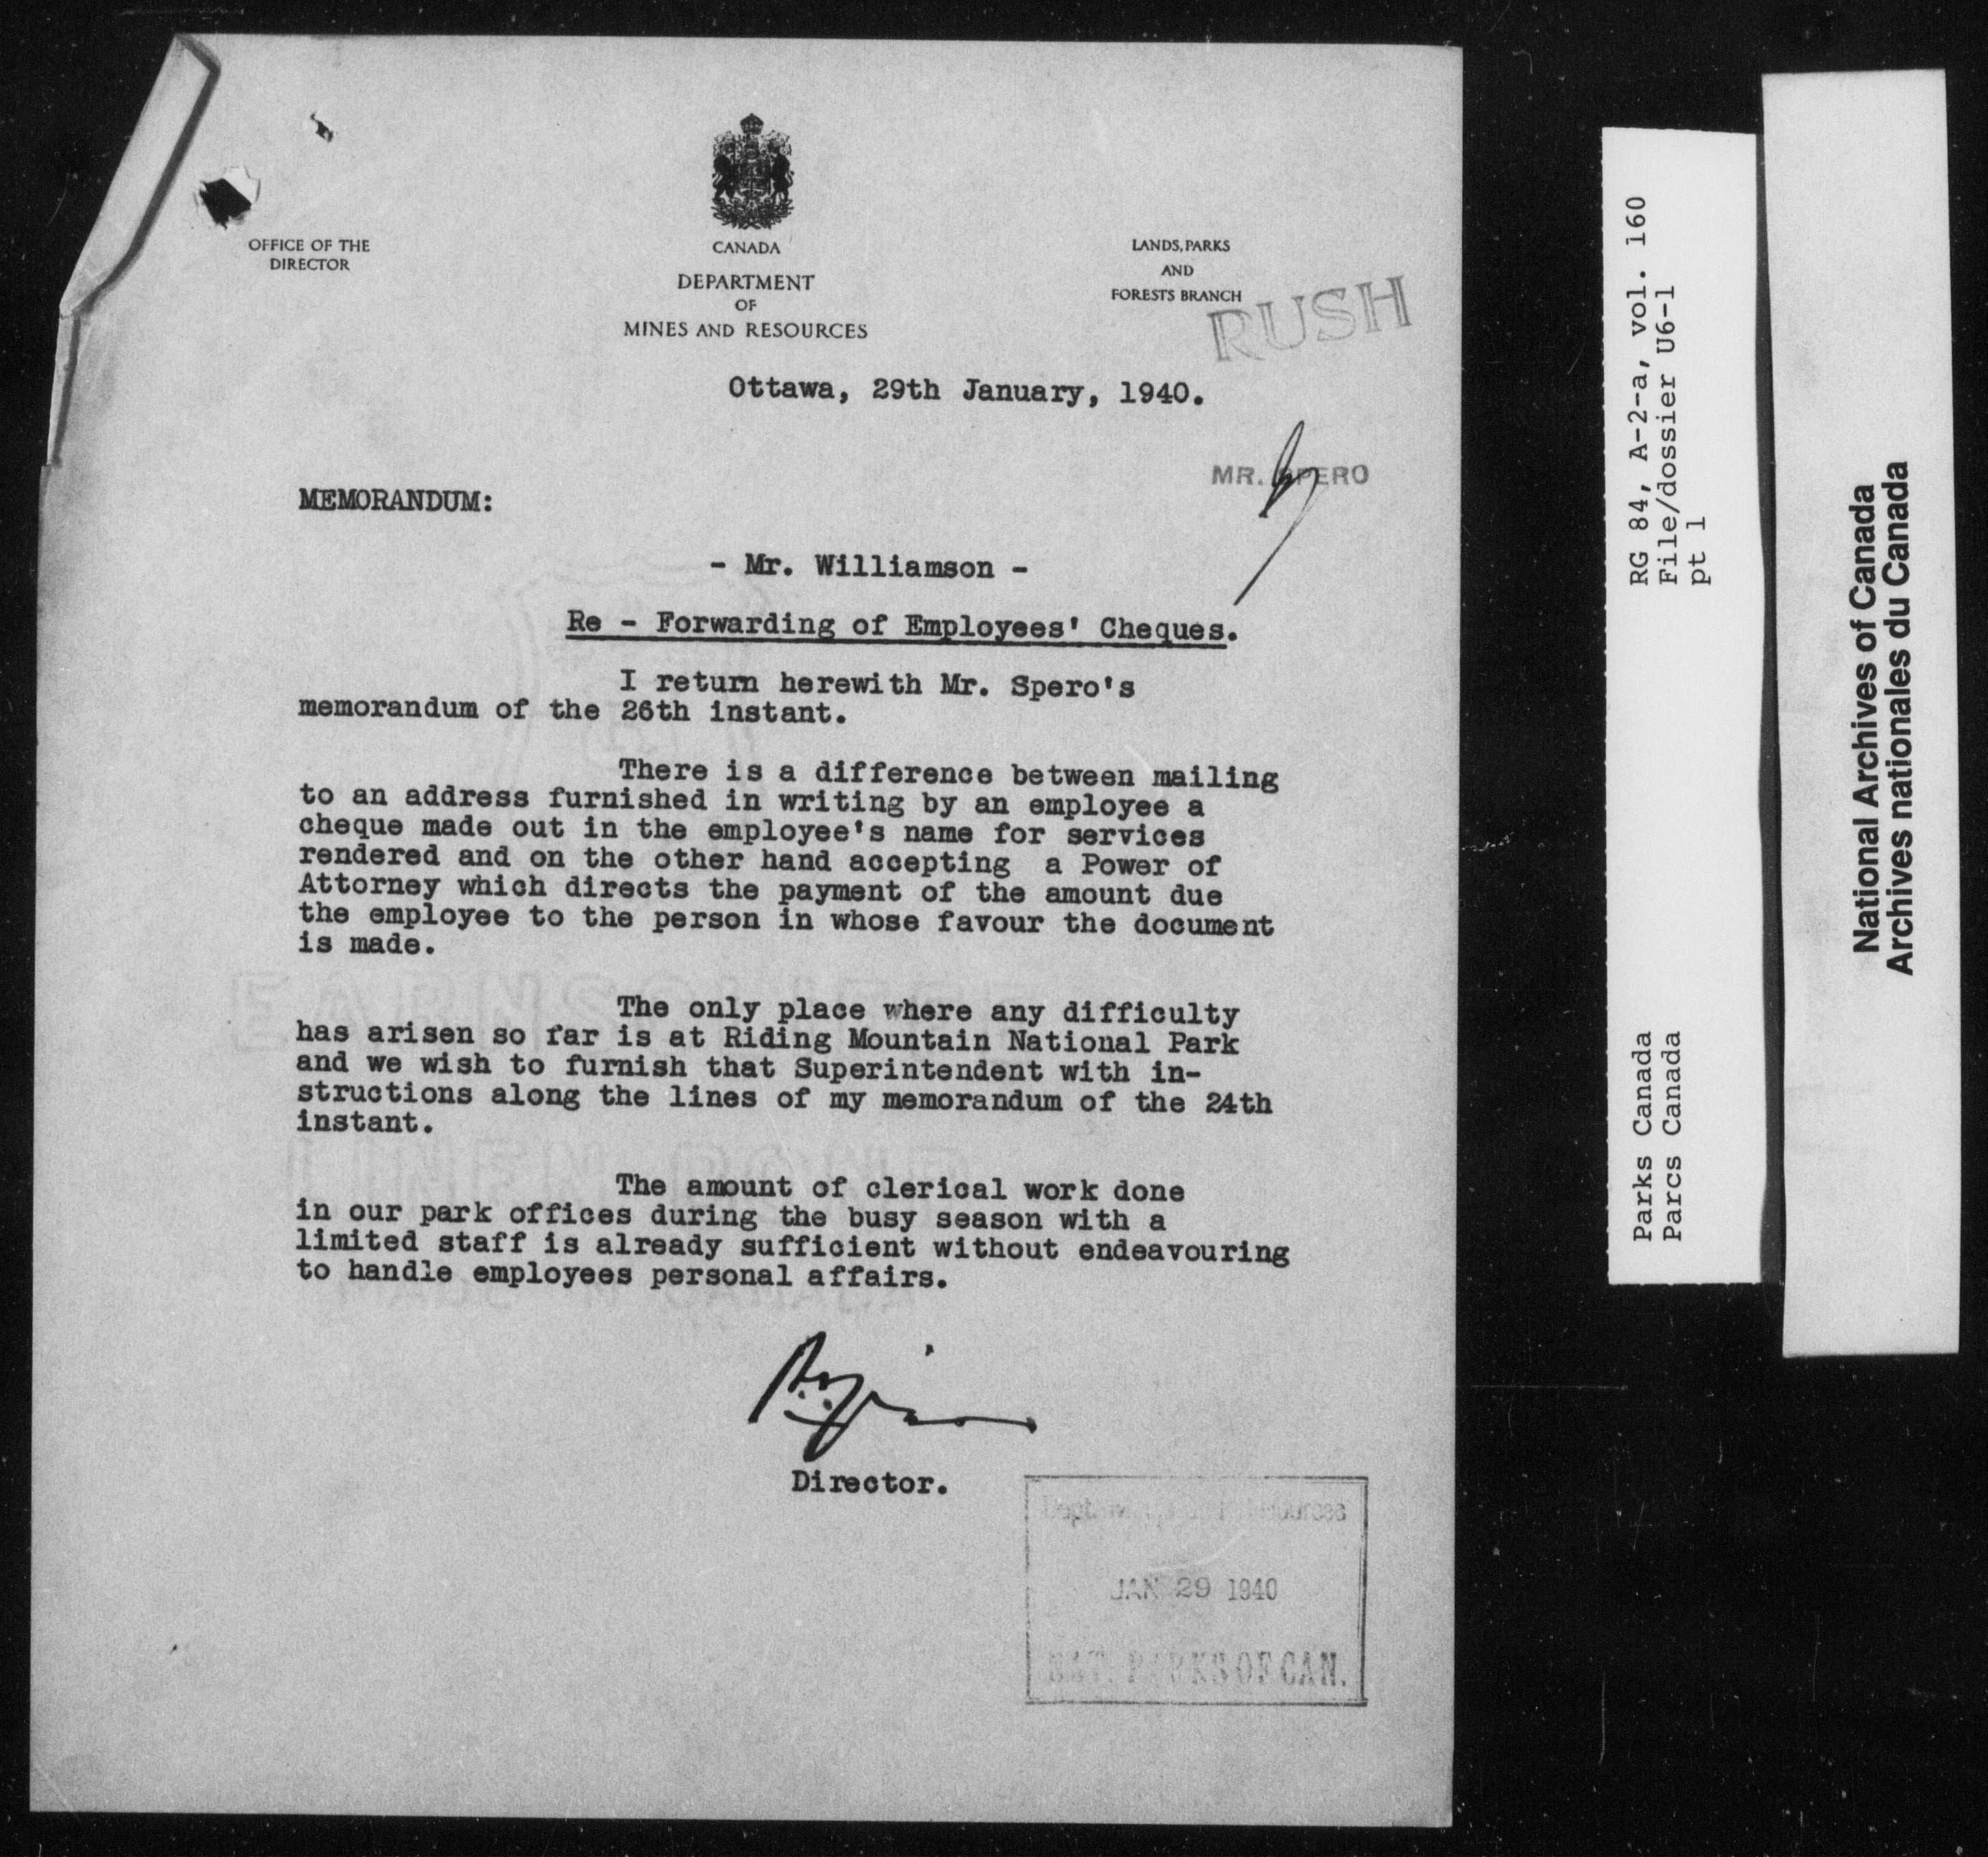 OFFICE OF THE
DIRECTOR
CANADA
DEPARTMENT
OF
MINES AND RESOURCES
LANDS, PARKS
AND
FORESTS BRANCH
RUSH
Ottawa, 29th January, 1940.
MR. SPERO
MEMORANDUM:
- Mr. Williamson -
Re - Forwarding of Employees' Cheques.
I return herewith Mr. Spero's
memorandum of the 26th instant.
There is a difference between mailing
to an address furnished in writing by an employee a
cheque made out in the employee's name for services
rendered and on the other hand accepting a Power of
Attorney which directs the payment of the amount due
the employee to the person in whose favour the document
is made.
The only place where any difficulty
has arisen so far is at Riding Mountain National Park
and we wish to furnish that Superintendent with in-
structions along the lines of my memorandum of the 24th
instant.
The amount of clerical work done
in our park offices during the busy season with a
limited staff is already sufficient without endeavouring
to handle employees personal affairs.
Director.
JAN 29 1940
NAT. PARKS OF CAN.
RG 84, A-2-a, vol. 160
File/dossier U6-1
pt 1
Parks Canada
Parcs Canada
National Archives of Canada
Archives nationales du Canada